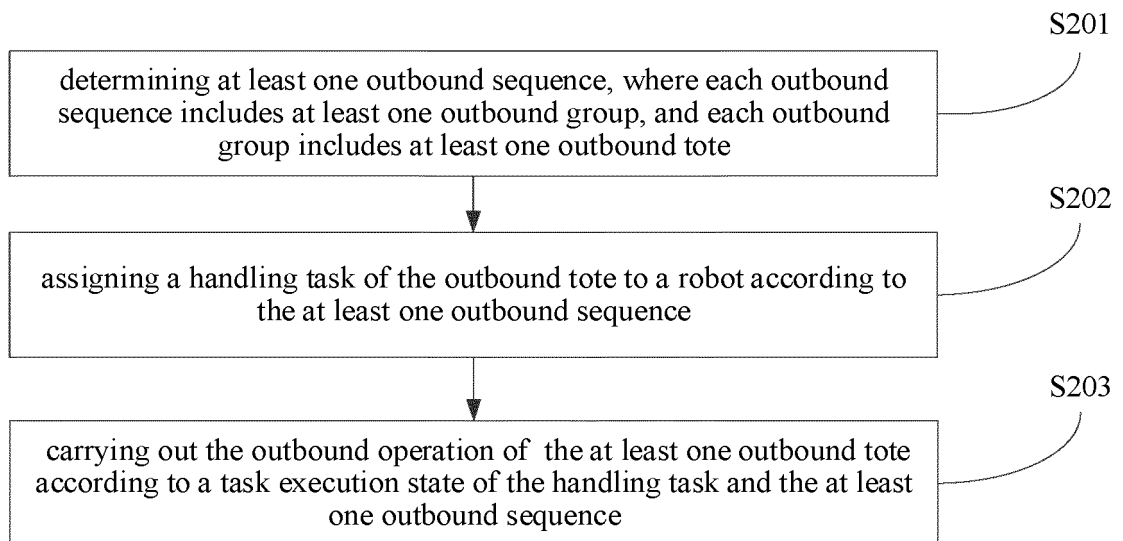 S201
determining at least one outbound sequence, where each outbound
sequence includes at least one outbound group, and each outbound
group includes at least one outbound tote
S202
assigning a handling task of the outbound tote to a robot according to
the at least one outbound sequence
S203
carrying out the outbound operation of the at least one outbound tote
according to a task execution state of the handling task and the at least
one outbound sequence